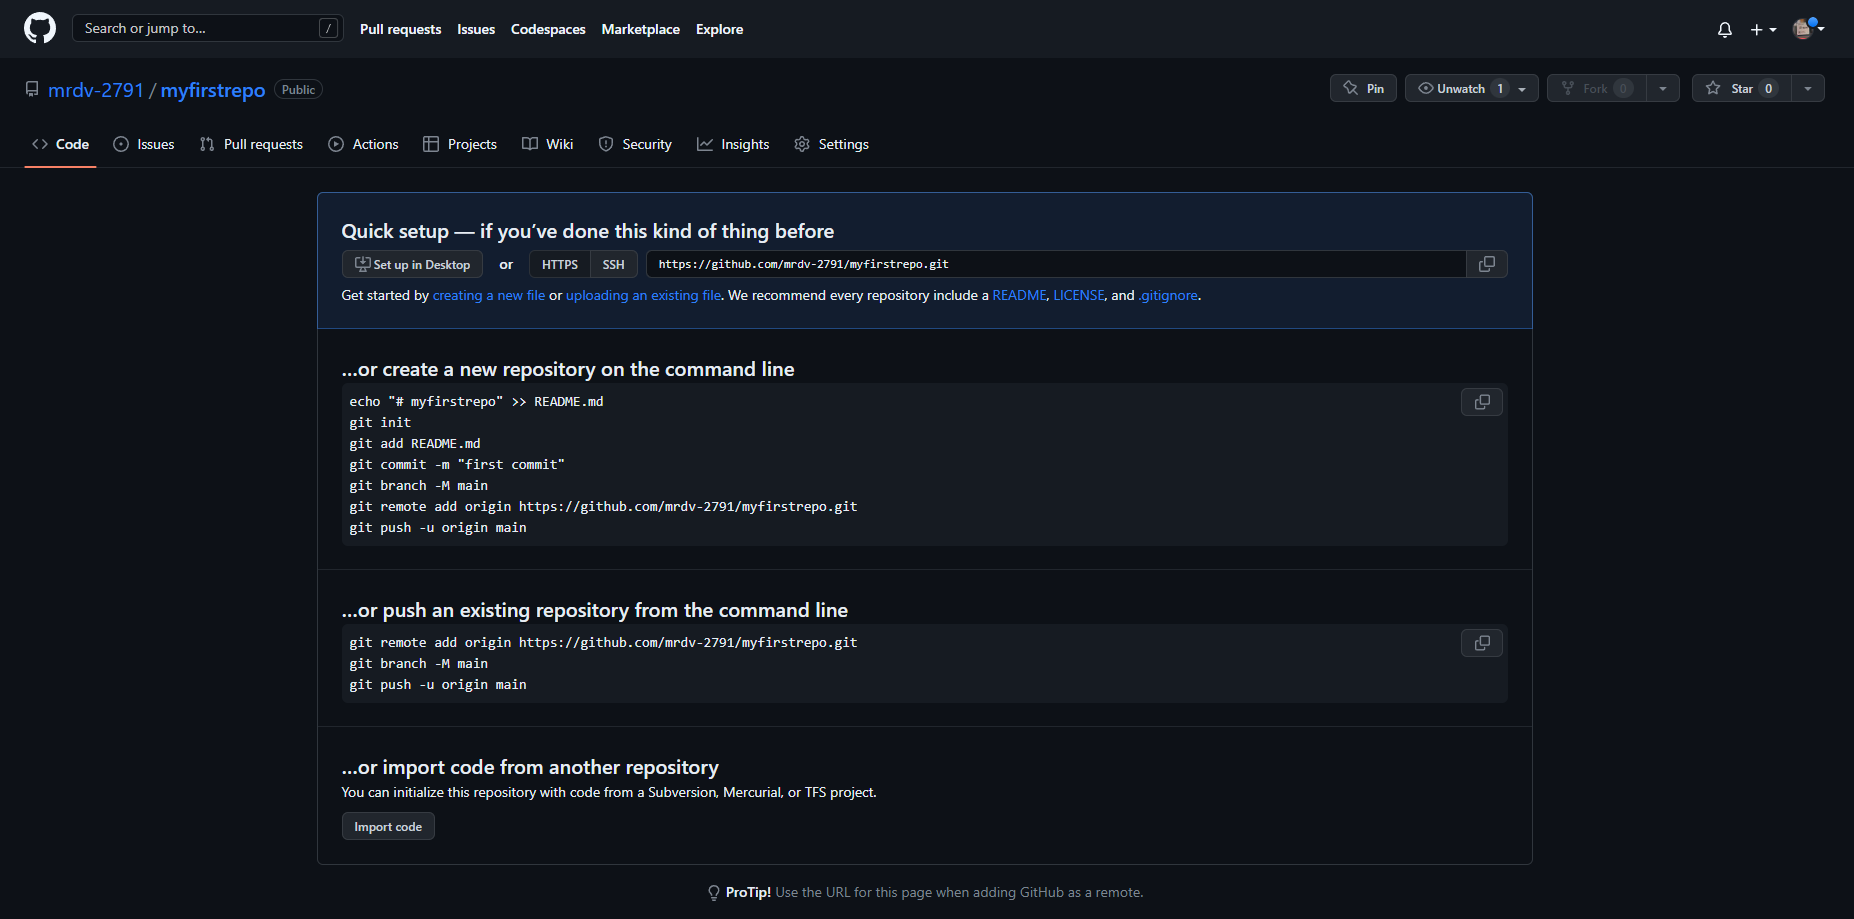 Search or jump to... /
Pull requests Issues Codespaces Marketplace Explore
mrdv-2791 / myfirstrepo Public
Pin Unwatch 1 Fork 0 Star 0
Code Issues Pull requests Actions Projects Wiki Security Insights Settings
Quick setup — if you’ve done this kind of thing before
Set up in Desktop or HTTPS SSH https://github.com/mrdv-2791/myfirstrepo.git
Get started by creating a new file or uploading an existing file. We recommend every repository include a README, LICENSE, and .gitignore.
…or create a new repository on the command line
echo "# myfirstrepo" >> README.md
git init
git add README.md
git commit -m "first commit"
git branch -M main
git remote add origin https://github.com/mrdv-2791/myfirstrepo.git
git push -u origin main
…or push an existing repository from the command line
git remote add origin https://github.com/mrdv-2791/myfirstrepo.git
git branch -M main
git push -u origin main
…or import code from another repository
You can initialize this repository with code from a Subversion, Mercurial, or TFS project.
Import code
ProTip! Use the URL for this page when adding GitHub as a remote.